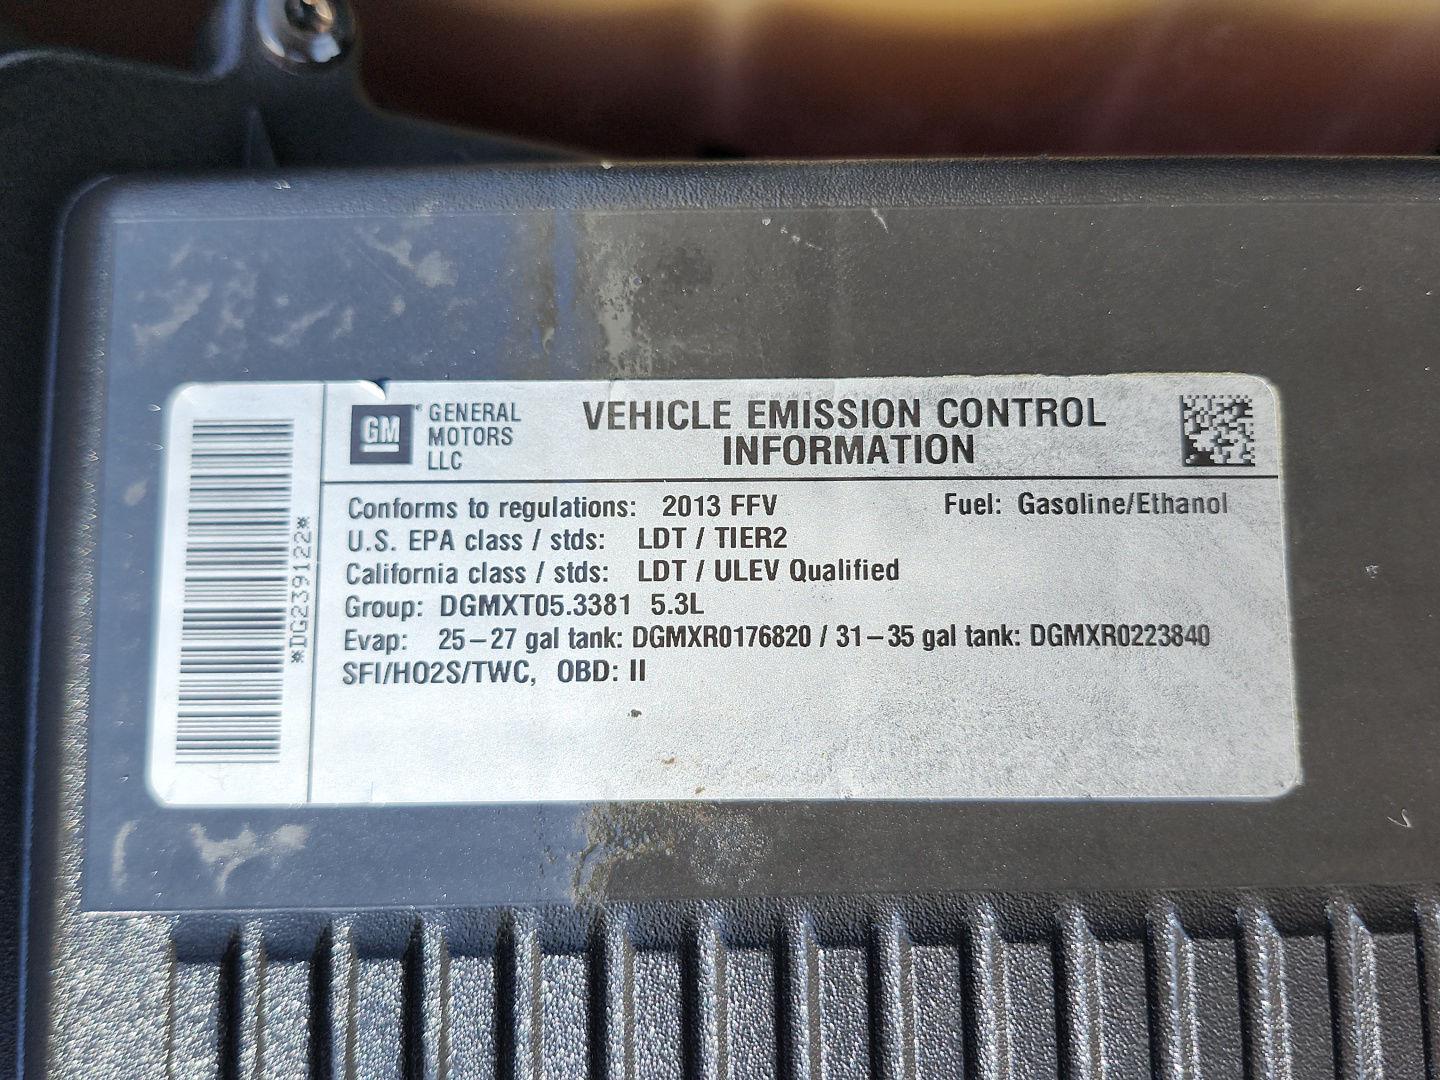 *DG239122*
GM
GENERAL
MOTORS
LLC
VEHICLE EMISSION CONTROL
INFORMATION
Conforms to regulations: 2013 FFV Fuel: Gasoline/Ethanol
U.S. EPA class / stds: LDT / TIER2
California class / stds: LDT / ULEV Qualified
Group: DGMXT05.3381 5.3L
Evap: 25–27 gal tank: DGMXR0176820 / 31–35 gal tank: DGMXR0223840
SFI/HO2S/TWC, OBD: II